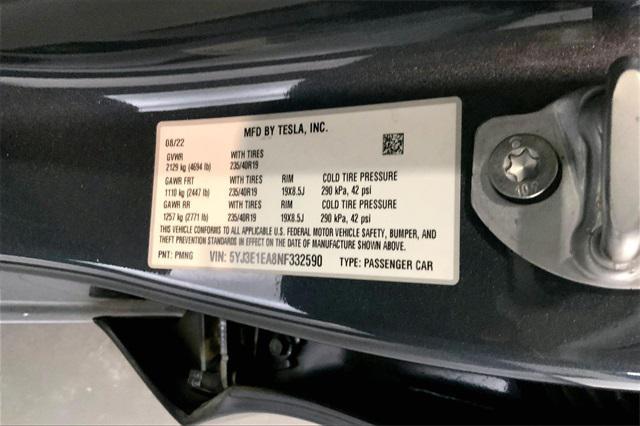 MFD BY TESLA, INC.
08/22
GVWR WITH TIRES
2129 kg (4694 lb) 235/40R19
GAWR FRT WITH TIRES RIM COLD TIRE PRESSURE
1110 kg (2447 lb) 235/40R19 19X8.5J 290 kPa, 42 psi
GAWR RR WITH TIRES RIM COLD TIRE PRESSURE
1257 kg (2771 lb) 235/40R19 19X8.5J 290 kPa, 42 psi
THIS VEHICLE CONFORMS TO ALL APPLICABLE U.S. FEDERAL MOTOR VEHICLE SAFETY, BUMPER, AND
THEFT PREVENTION STANDARDS IN EFFECT ON THE DATE OF MANUFACTURE SHOWN ABOVE.
PNT: PMNG VIN: 5YJ3E1EA8NF332590 TYPE: PASSENGER CAR